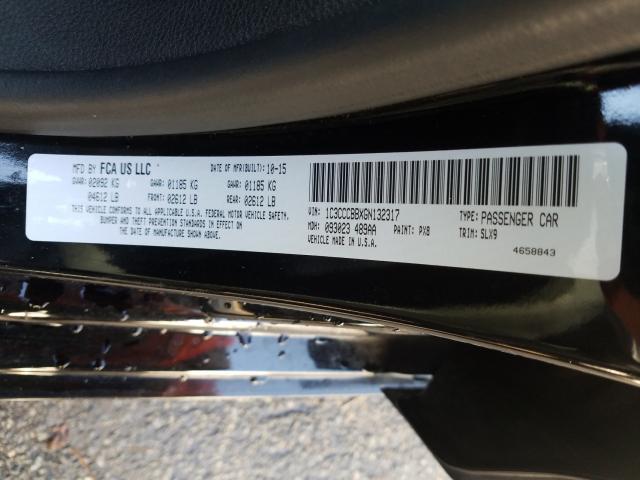 MFD BY FCA US LLC DATE OF MFR(BUILT): 10-15
GVWR: 02092 KG GAWR: 01185 KG GAWR: 01185 KG
04612 LB FRONT: 02612 LB REAR: 02612 LB
THIS VEHICLE CONFORMS TO ALL APPLICABLE U.S.A. FEDERAL MOTOR VEHICLE SAFETY,
BUMPER AND THEFT PREVENTION STANDARDS IN EFFECT ON
THE DATE OF MANUFACTURE SHOWN ABOVE.
VIN: 1C3CCCBBXGN132317 TYPE: PASSENGER CAR
MDH: 093023 489AA PAINT: PX8 TRIM: SLX9
VEHICLE MADE IN U.S.A. 4658843